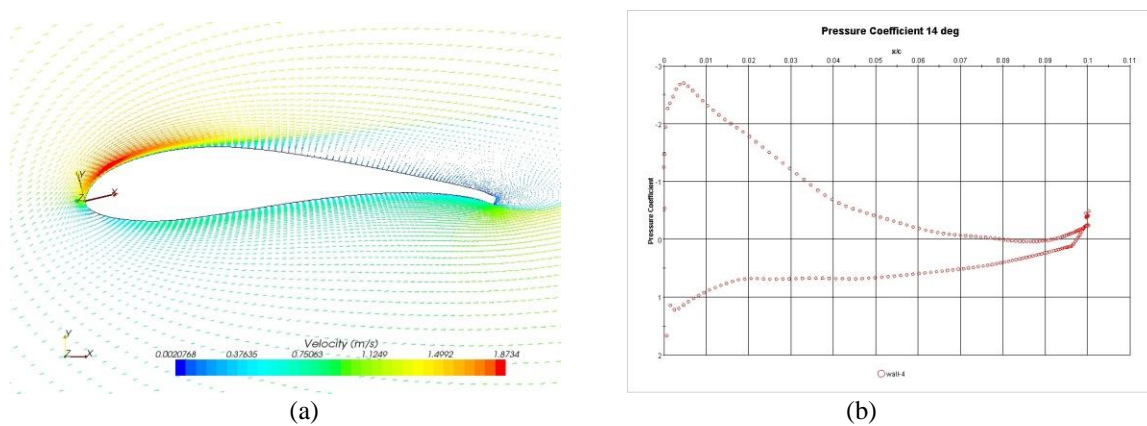 Y
X
Z
Y
Z X
Velocity (m/s)
0.0020768 0.37635 0.75063 1.1249 1.4992 1.8734
(a)
Pressure Coefficient 14 deg
x/c
0 0.01 0.02 0.03 0.04 0.05 0.06 0.07 0.08 0.09 0.1 0.11
-3
-2
-1
0
1
2
Pressure Coefficient
wall-4
(b)